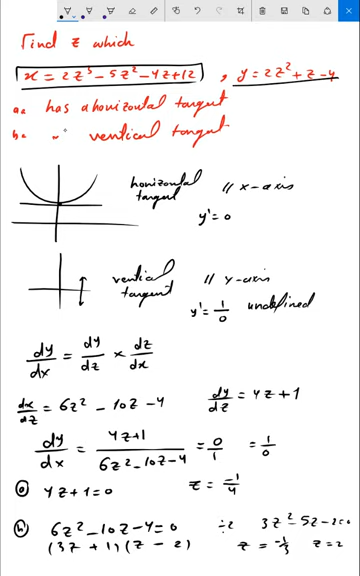 Find z which
x = 2z³ - 5z² - 4z + 12 , y = 2z² + z - 4
a. has a horizontal tangent
b. " vertical tangent
horizontal tangent // x-axis
y' = 0
vertical tangent // y-axis
y' = 1/0 undefined
dy/dx = dy/dz × dz/dx
dx/dz = 6z² - 10z - 4 dy/dz = 4z + 1
dy/dx = (4z+1)/(6z² - 10z - 4) = 0/1 = 1/0
a 4z + 1 = 0 z = -1/4
b 6z² - 10z - 4 = 0 ÷2 3z² - 5z - 2 = 0
(3z + 1)(z - 2) z = -1/3 z = 2